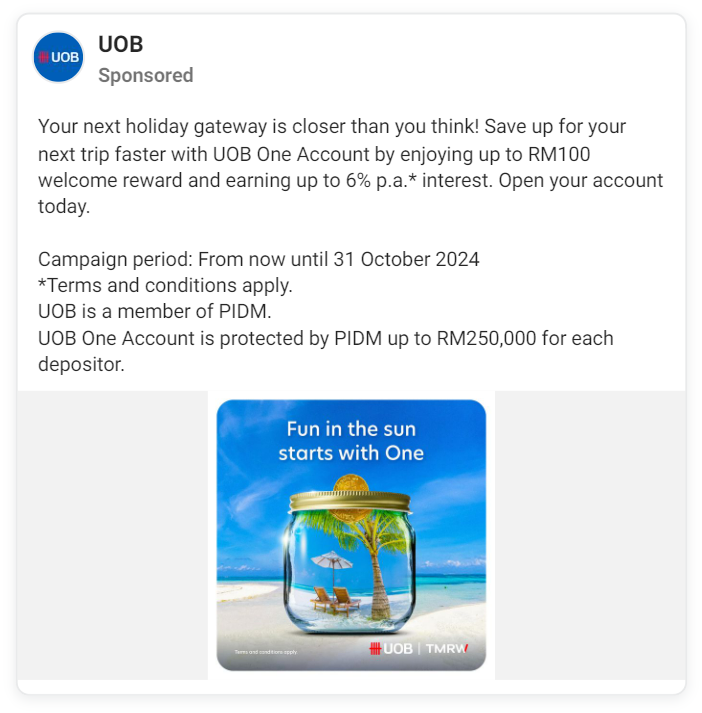 UOB
UOB
Sponsored
Your next holiday gateway is closer than you think! Save up for your
next trip faster with UOB One Account by enjoying up to RM100
welcome reward and earning up to 6% p.a.* interest. Open your account
today.
Campaign period: From now until 31 October 2024
*Terms and conditions apply.
UOB is a member of PIDM.
UOB One Account is protected by PIDM up to RM250,000 for each
depositor.
Fun in the sun
starts with One
Terms and conditions apply
UOB | TMRW